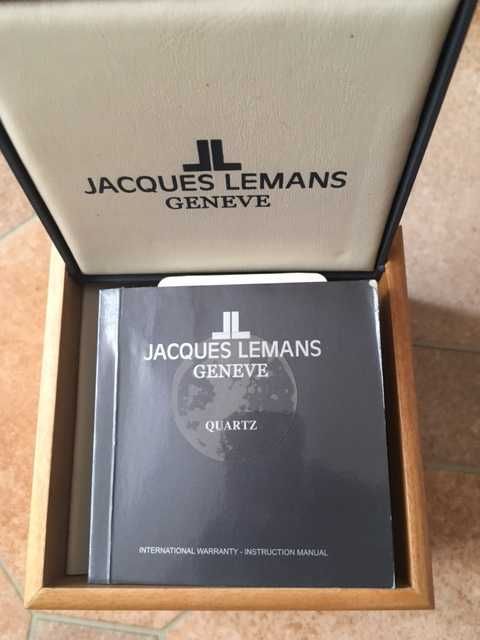 JL
JACQUES LEMANS
GENEVE
JL
JACQUES LEMANS
GENEVE
QUARTZ
INTERNATIONAL WARRANTY - INSTRUCTION MANUAL